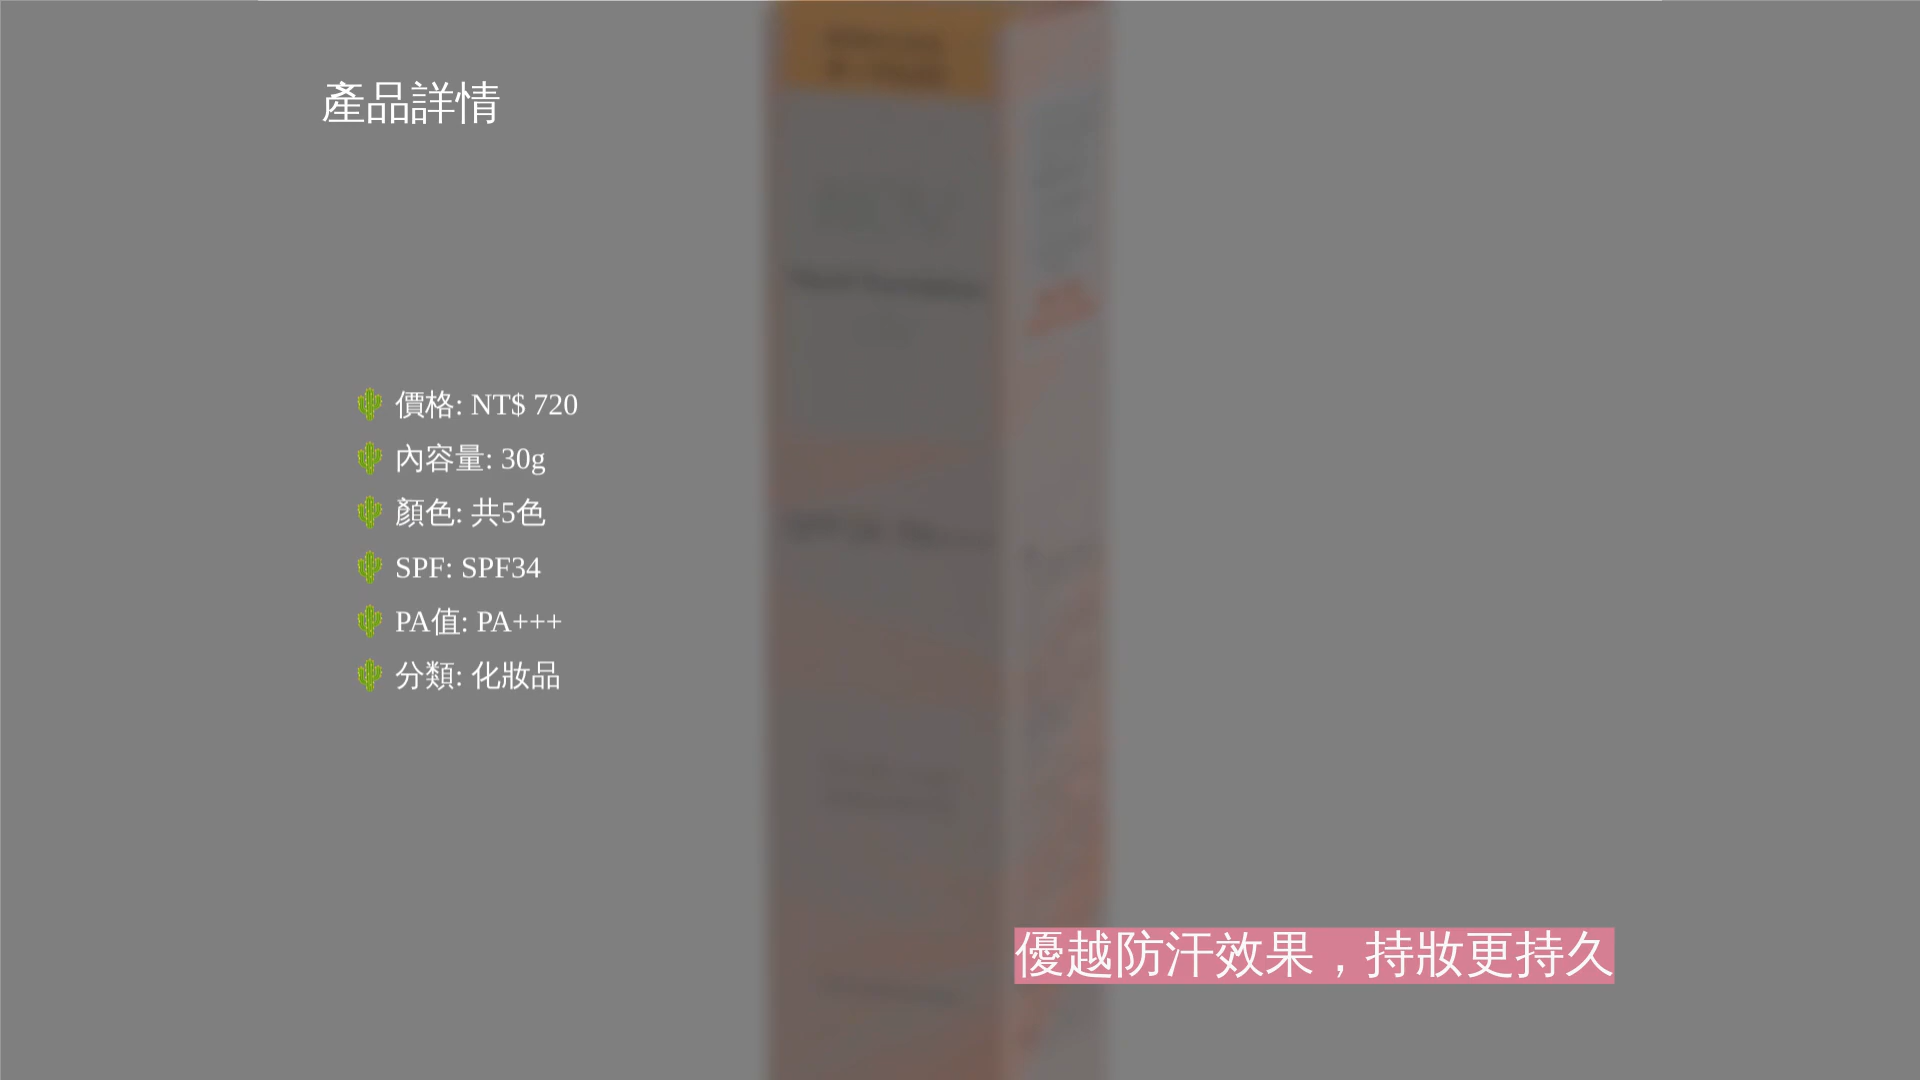 產品詳情
價格: NT$ 720
內容量: 30g
顏色: 共5色
SPF: SPF34
PA值: PA+++
分類: 化妝品
優越防汗效果，持妝更持久